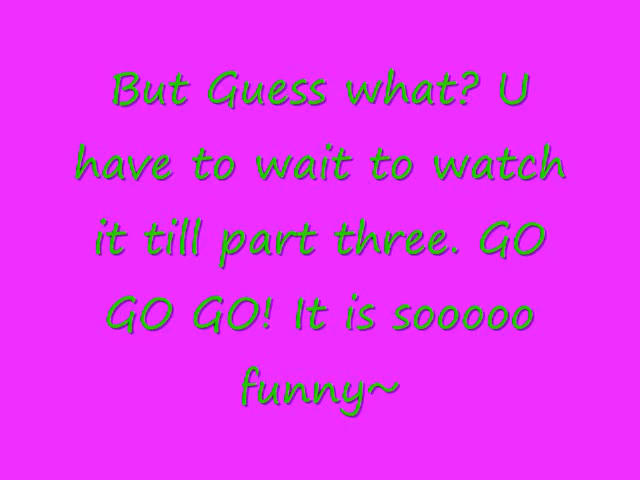 But Guess what? U
have to wait to watch
it till part three. GO
GO GO! It is sooooo
funny~